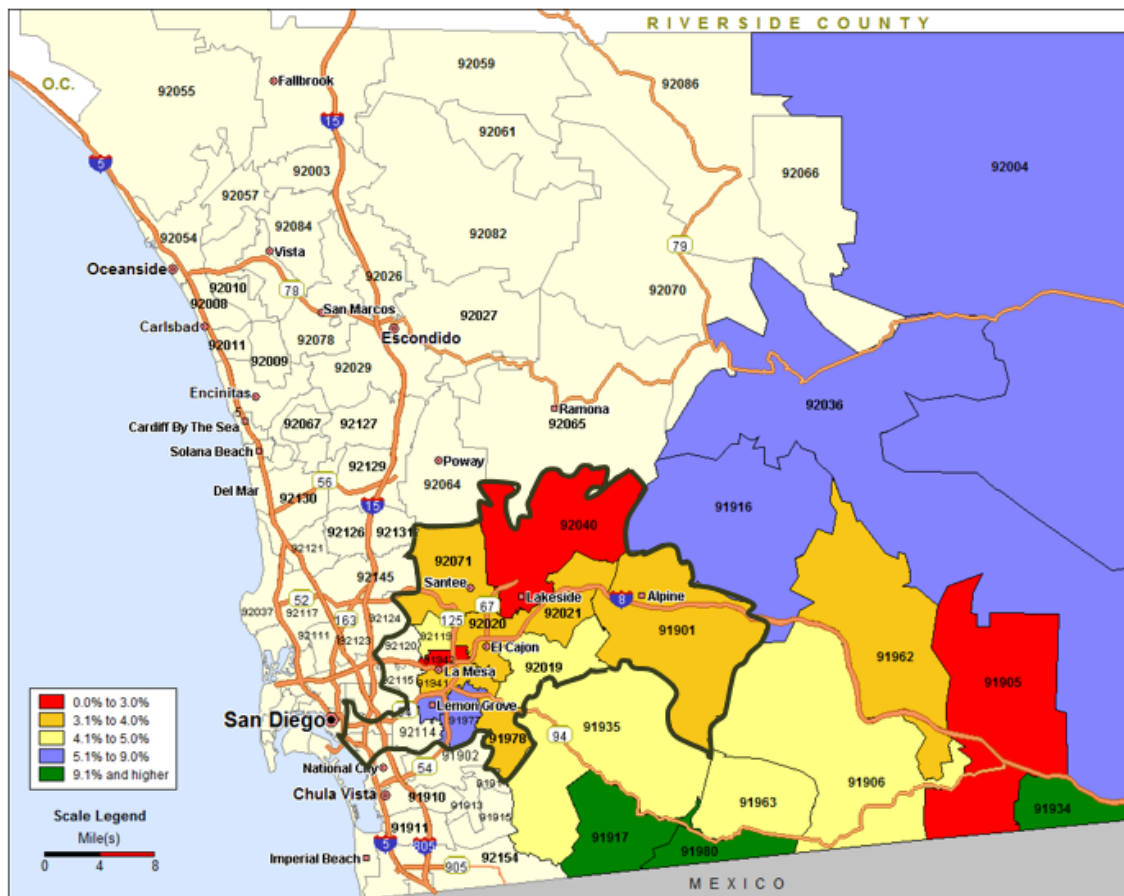 RIVERSIDE COUNTY
O.C.
92055
Fallbrook
92059
92086
15
5
92061
92004
92003
92066
92057
92084
92054
Vista
92082
79
Oceanside
92026
92070
92010
78
92008
San Marcos
92027
Carlsbad
Escondido
92011
92078
92009
92029
Encinitas
92036
5
Ramona
92065
Cardiff By The Sea
92067
92127
Solana Beach
92129
Poway
92064
56
Del Mar
92130
15
91916
92126
92131
92040
92121
92071
92145
Santee
52
67
Lakeside
8
Alpine
92037
92117
163
92124
125
92021
92020
91901
92111
92123
92120
92119
El Cajon
91962
91942
92019
La Mesa
92115
91941
91905
Lemon Grove
San Diego
91977
91935
92114
91978
94
91902
National City
54
Chula Vista
91910
91913
91915
91963
91906
91934
91911
91917
5
805
92154
91980
Imperial Beach
905
MEXICO
0.0% to 3.0%
3.1% to 4.0%
4.1% to 5.0%
5.1% to 9.0%
9.1% and higher
Scale Legend
Mile(s)
0 4 8